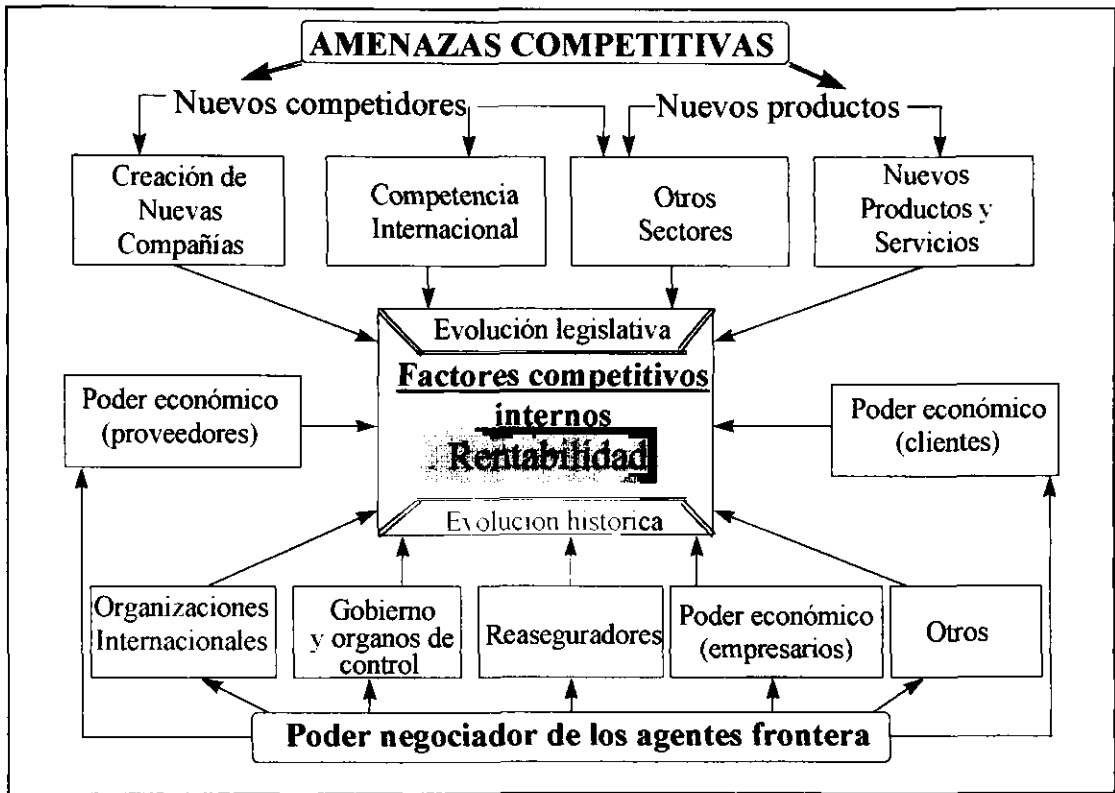 AMENAZAS COMPETITIVAS
Nuevos competidores
Nuevos productos
Creación de
Nuevas
Compañías
Competencia
Internacional
Otros
Sectores
Nuevos
Productos y
Servicios
Evolución legislativa
Factores competitivos
internos
Rentabilidad
Poder económico
(proveedores)
Poder económico
(clientes)
Evolucion historica
Organizaciones
Internacionales
Gobierno
y organos de
control
Reaseguradores
Poder económico
(empresarios)
Otros
Poder negociador de los agentes frontera